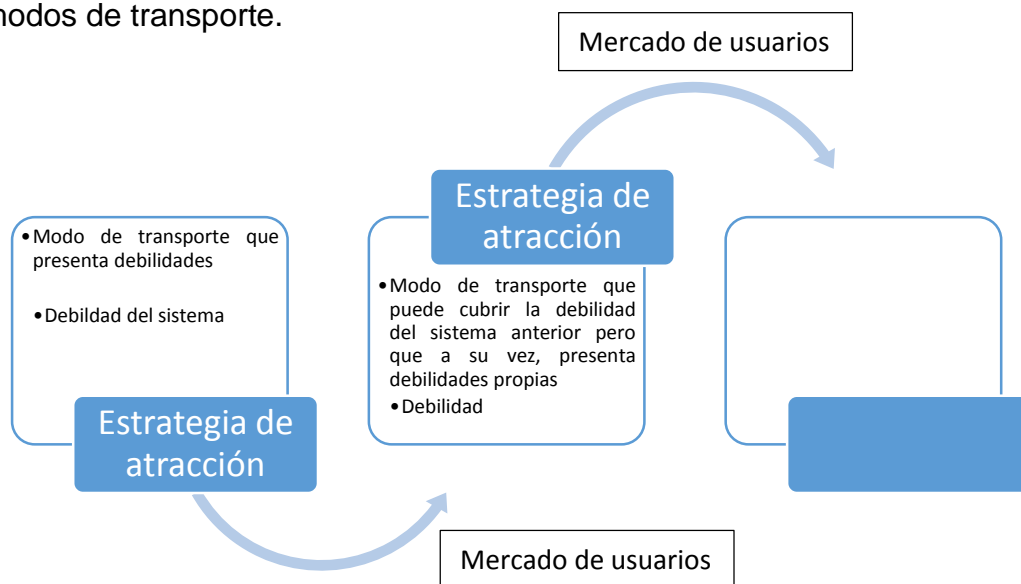 modos de transporte.
Mercado de usuarios
Estrategia de
atracción
•Modo de transporte que
presenta debilidades
•Debildad del sistema
Estrategia de
atracción
•Modo de transporte que
puede cubrir la debilidad
del sistema anterior pero
que a su vez, presenta
debilidades propias
•Debilidad
Mercado de usuarios